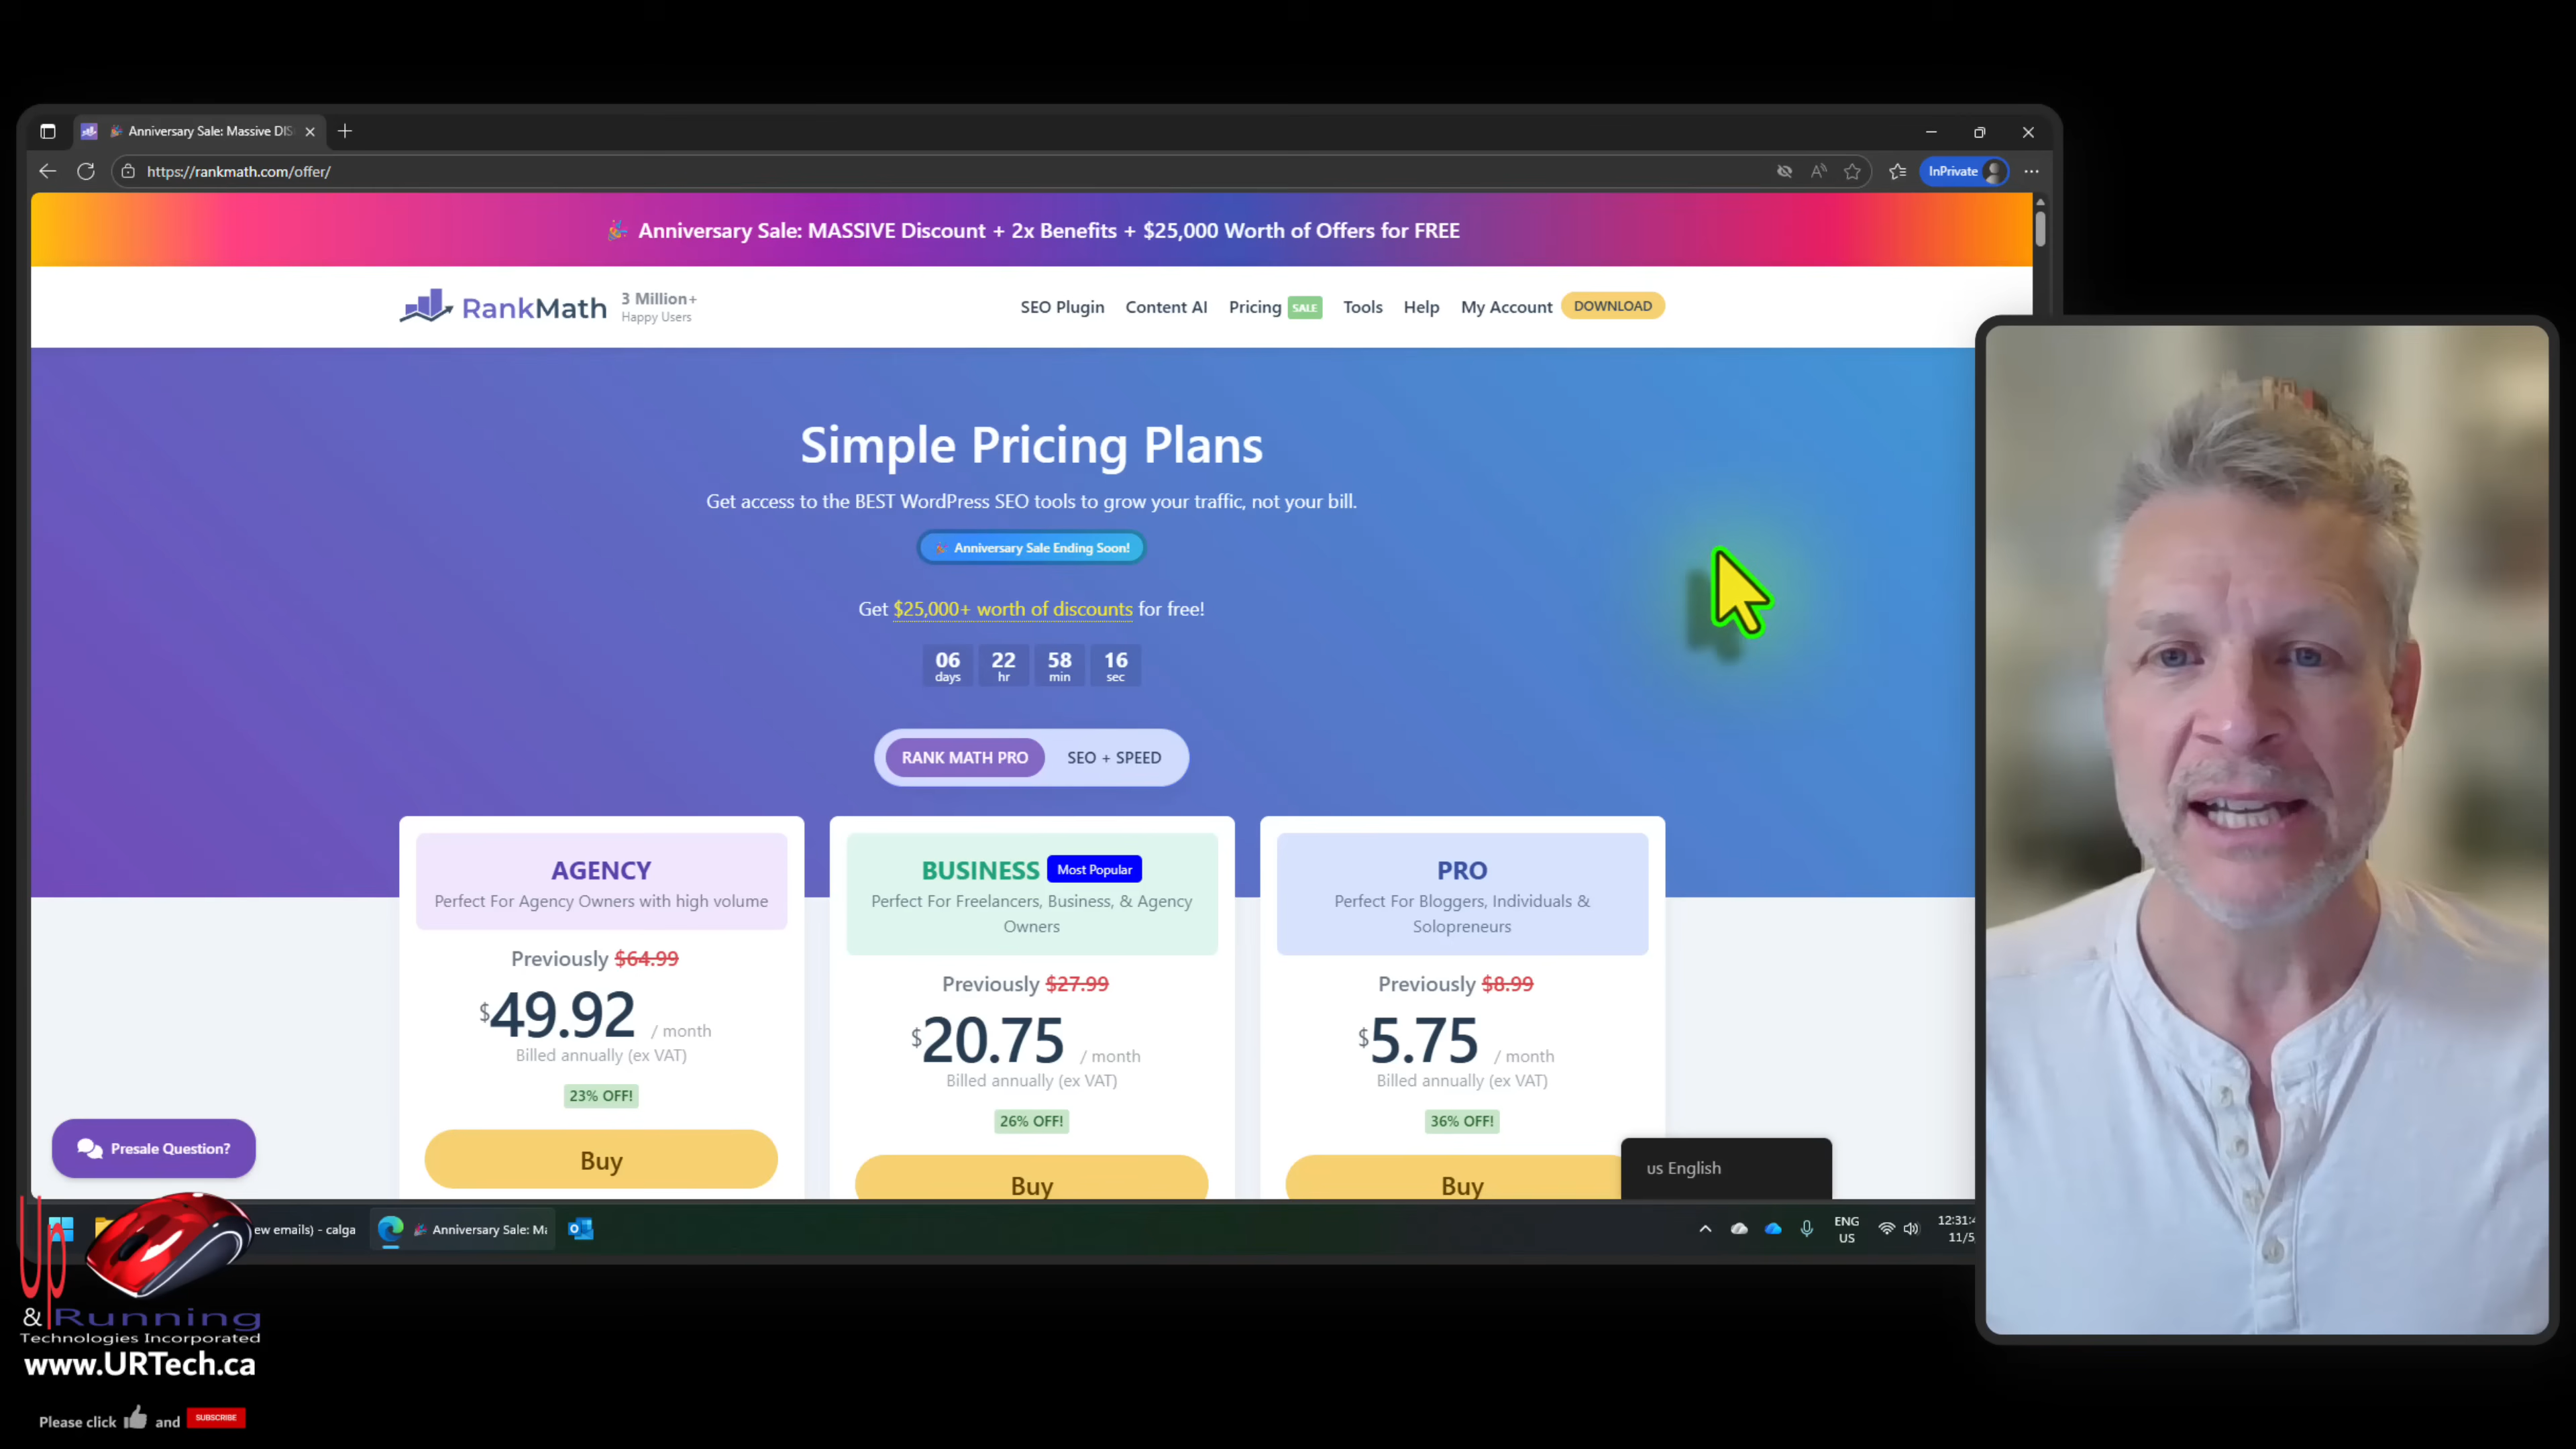 Anniversary Sale: Massive DIS
https://rankmath.com/offer/
InPrivate
Anniversary Sale: MASSIVE Discount + 2x Benefits + $25,000 Worth of Offers for FREE
RankMath
3 Million+
Happy Users
SEO Plugin Content AI Pricing SALE Tools Help My Account DOWNLOAD
Simple Pricing Plans
Get access to the BEST WordPress SEO tools to grow your traffic, not your bill.
Anniversary Sale Ending Soon!
Get $25,000+ worth of discounts for free!
06 22 58 16
days hr min sec
RANK MATH PRO SEO + SPEED
AGENCY
Perfect For Agency Owners with high volume
Previously $64.99
$49.92 / month
Billed annually (ex VAT)
23% OFF!
Buy
BUSINESS Most Popular
Perfect For Freelancers, Business, & Agency
Owners
Previously $27.99
$20.75 / month
Billed annually (ex VAT)
26% OFF!
Buy
PRO
Perfect For Bloggers, Individuals &
Solopreneurs
Previously $8.99
$5.75 / month
Billed annually (ex VAT)
36% OFF!
Buy
Presale Question?
us English
ew emails) - calga
Anniversary Sale: Ma
ENG
US
12:31:4
11/5
Up
& Running
Technologies Incorporated
www.URTech.ca
Please click and SUBSCRIBE